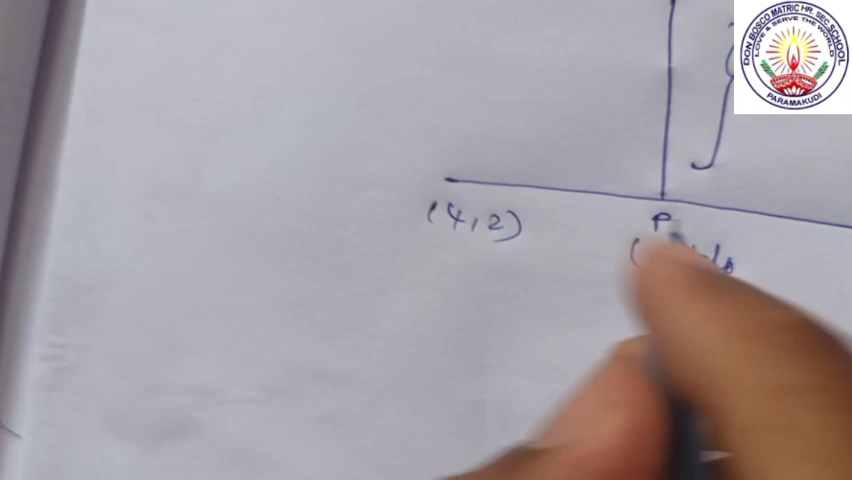 DON BOSCO MATRIC HR. SEC. SCHOOL
LOVE & SERVE THE WORLD
PARAMAKUDI
(4,2)
P